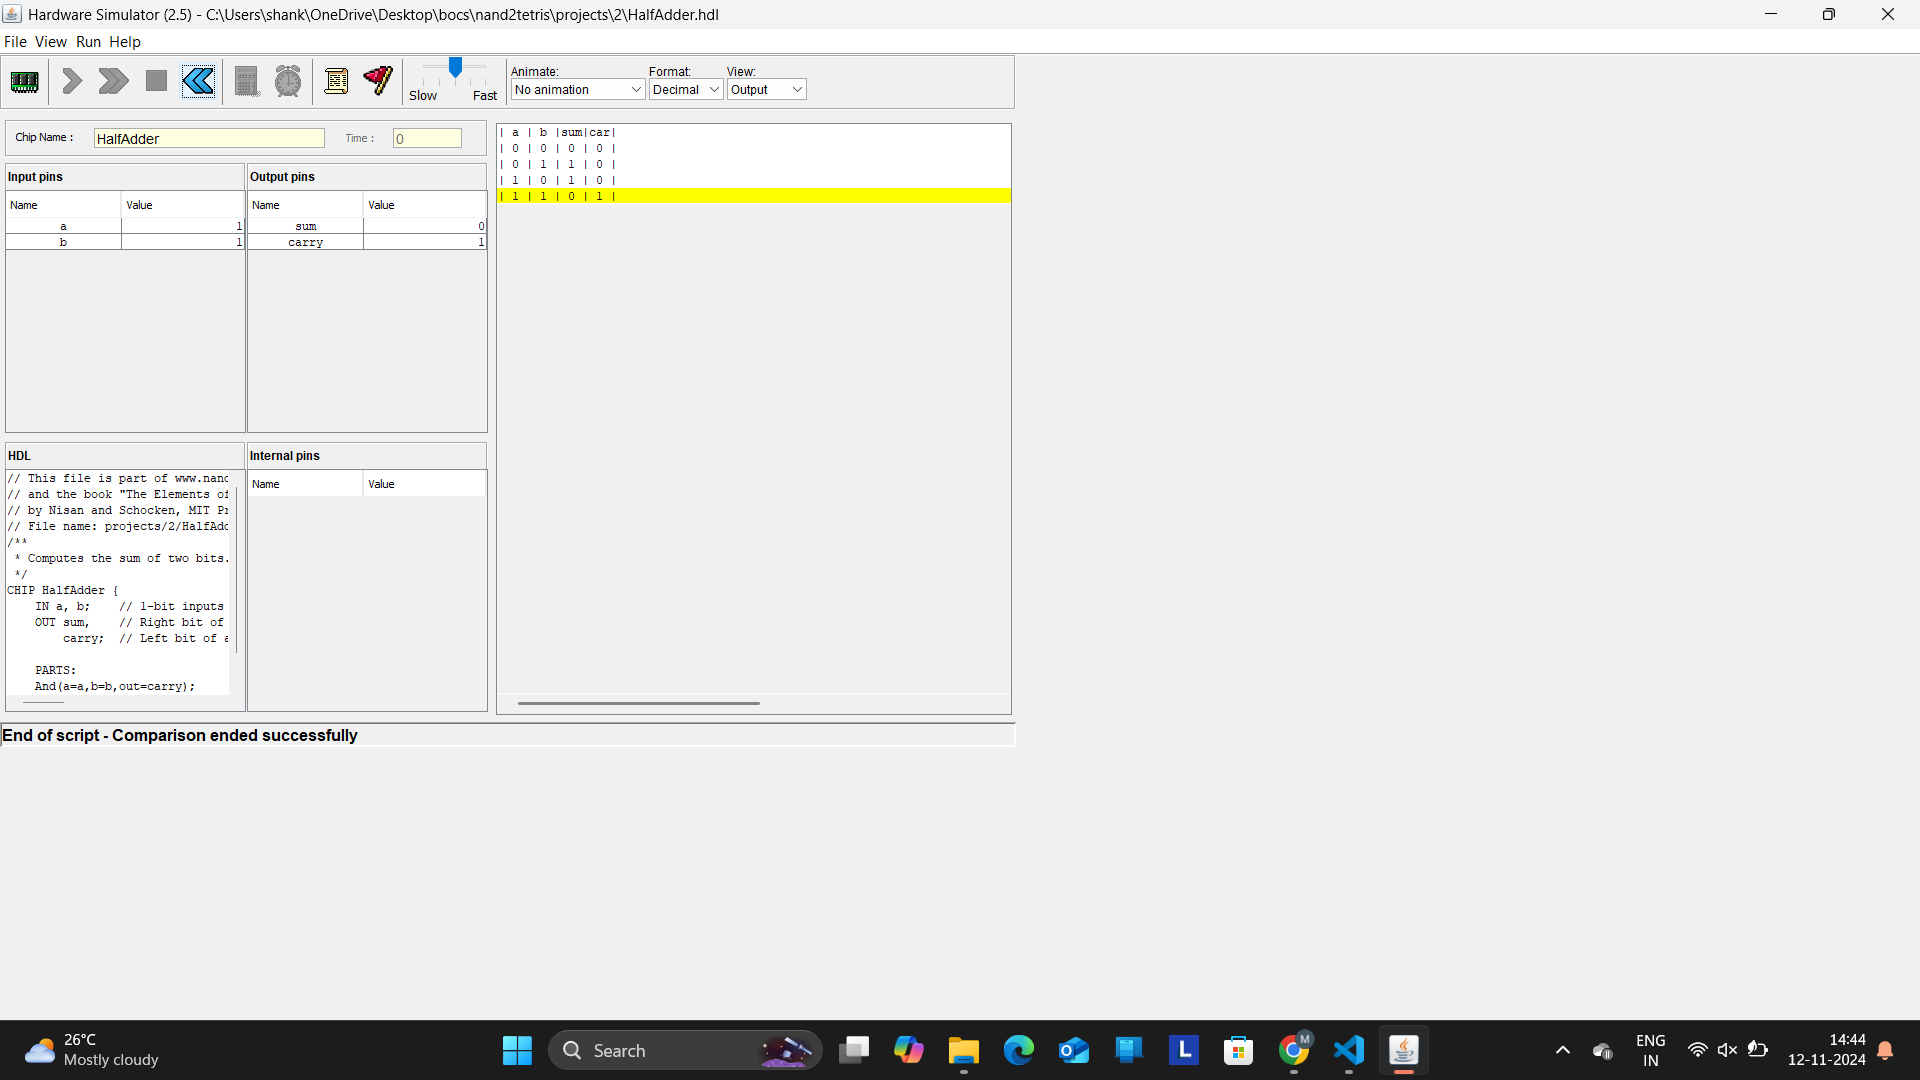 Hardware Simulator (2.5) - C:\Users\shank\OneDrive\Desktop\bocs\nand2tetris\projects\2\HalfAdder.hdl
File View Run Help
Slow Fast
Animate: Format: View:
No animation Decimal Output
Chip Name : HalfAdder Time : 0
Input pins
Name Value
a 1
b 1
Output pins
Name Value
sum 0
carry 1
| a | b |sum|car|
| 0 | 0 | 0 | 0 |
| 0 | 1 | 1 | 0 |
| 1 | 0 | 1 | 0 |
| 1 | 1 | 0 | 1 |
HDL
// This file is part of www.nand
// and the book "The Elements of
// by Nisan and Schocken, MIT Pr
// File name: projects/2/HalfAdd
/**
* Computes the sum of two bits.
*/
CHIP HalfAdder {
IN a, b; // 1-bit inputs
OUT sum, // Right bit of
carry; // Left bit of a
PARTS:
And(a=a,b=b,out=carry);
Internal pins
Name Value
End of script - Comparison ended successfully
26°C
Mostly cloudy
Search
L
M
ENG
IN
14:44
12-11-2024